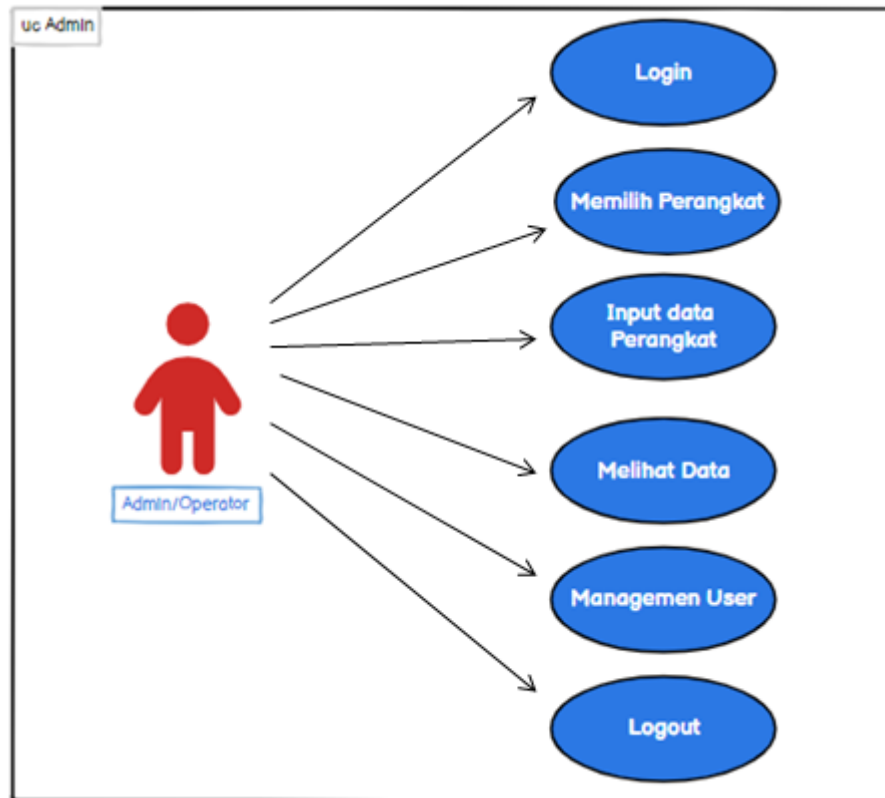 uc Admin
Login
Memilih Perangkat
Input data
Perangkat
Admin/Operator
Melihat Data
Managemen User
Logout